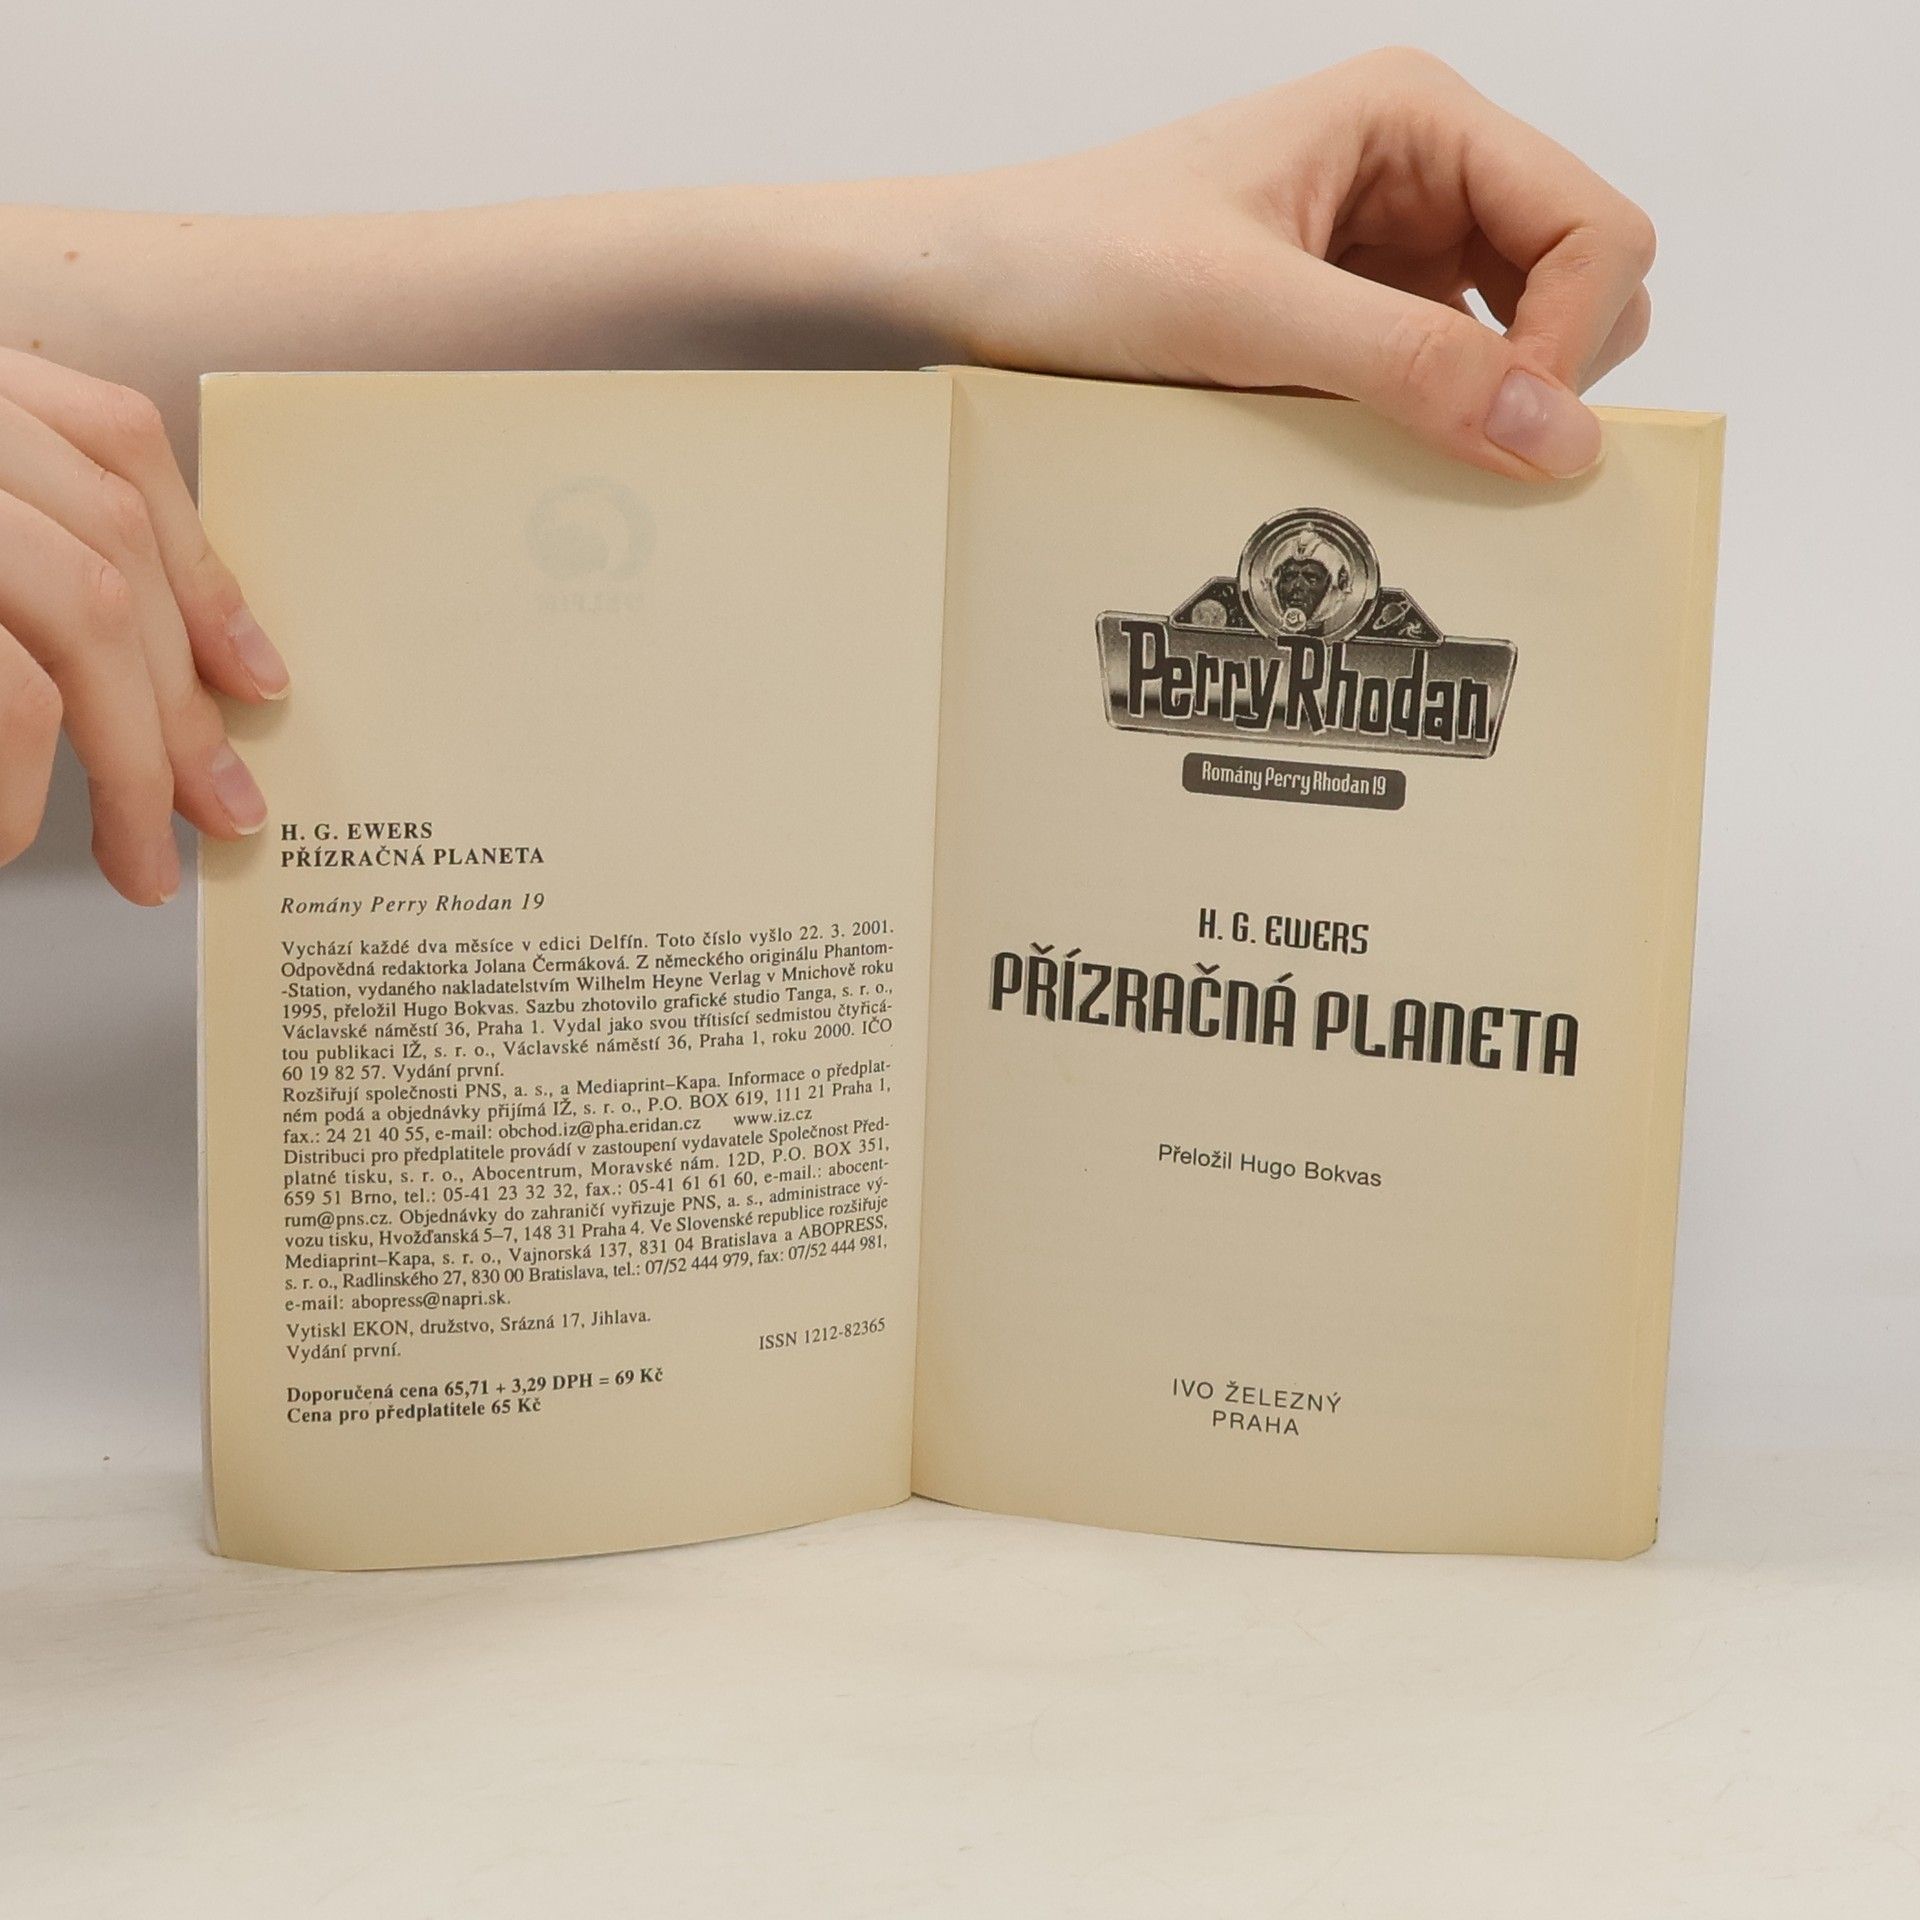 H. G. EWERS
PŘÍZRAČNÁ PLANETA
Romány Perry Rhodan 19
Vychází každé dva měsíce v edici Delfín. Toto číslo vyšlo 22. 3. 2001.
Odpovědná redaktorka Jolana Čermáková. Z německého originálu Phantom-
-Station, vydaného nakladatelstvím Wilhelm Heyne Verlag v Mnichově roku
1995, přeložil Hugo Bokvas. Sazbu zhotovilo grafické studio Tanga, s. r. o.,
Václavské náměstí 36, Praha 1. Vydal jako svou třítisící sedmistou čtyřicá-
tou publikaci IŽ, s. r. o., Václavské náměstí 36, Praha 1, roku 2000. IČO
60 19 82 57. Vydání první.
Rozšiřují společnosti PNS, a. s., a Mediaprint–Kapa. Informace o předplat-
ném podá a objednávky přijímá IŽ, s. r. o., P.O. BOX 619, 111 21 Praha 1,
fax.: 24 21 40 55, e-mail: obchod.iz@pha.eridan.cz www.iz.cz
Distribuci pro předplatitele provádí v zastoupení vydavatele Společnost Před-
platné tisku, s. r. o., Abocentrum, Moravské nám. 12D, P.O. BOX 351,
659 51 Brno, tel.: 05-41 23 32 32, fax.: 05-41 61 61 60, e-mail.: abocent-
rum@pns.cz. Objednávky do zahraničí vyřizuje PNS, a. s., administrace vý-
vozu tisku, Hvožďanská 5–7, 148 31 Praha 4. Ve Slovenské republice rozšiřuje
Mediaprint–Kapa, s. r. o., Vajnorská 137, 831 04 Bratislava a ABOPRESS,
s. r. o., Radlinského 27, 830 00 Bratislava, tel.: 07/52 444 979, fax: 07/52 444 981,
e-mail: abopress@napri.sk.
Vytiskl EKON, družstvo, Srázná 17, Jihlava.
Vydání první.
ISSN 1212-82365
Doporučená cena 65,71 + 3,29 DPH = 69 Kč
Cena pro předplatitele 65 Kč
Perry Rhodan
Romány Perry Rhodan 19
H. G. EWERS
PŘÍZRAČNÁ PLANETA
Přeložil Hugo Bokvas
IVO ŽELEZNÝ
PRAHA